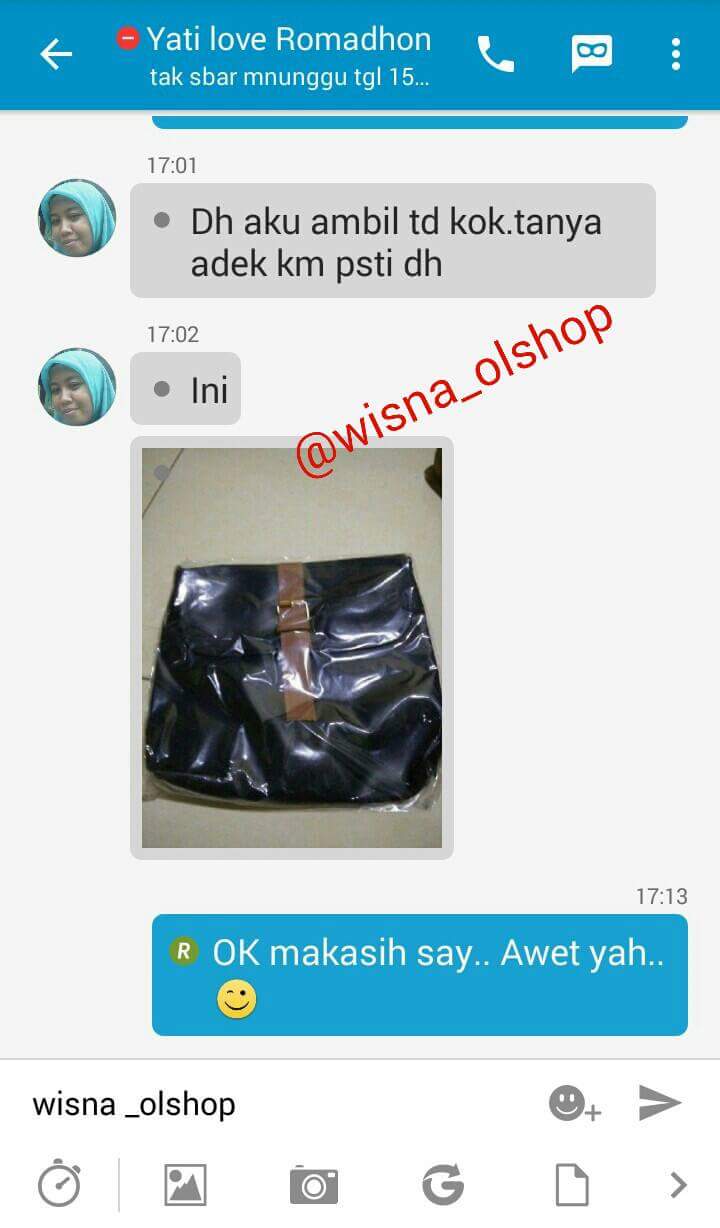 Yati love Romadhon
tak sbar mnunggu tgl 15...
17:01
Dh aku ambil td kok.tanya
adek km psti dh
17:02
Ini
@wisna_olshop
17:13
R OK makasih say.. Awet yah..
wisna _olshop